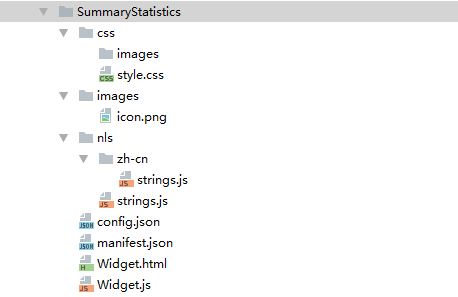 SummaryStatistics
css
images
style.css
images
icon.png
nls
zh-cn
strings.js
strings.js
config.json
manifest.json
Widget.html
Widget.js